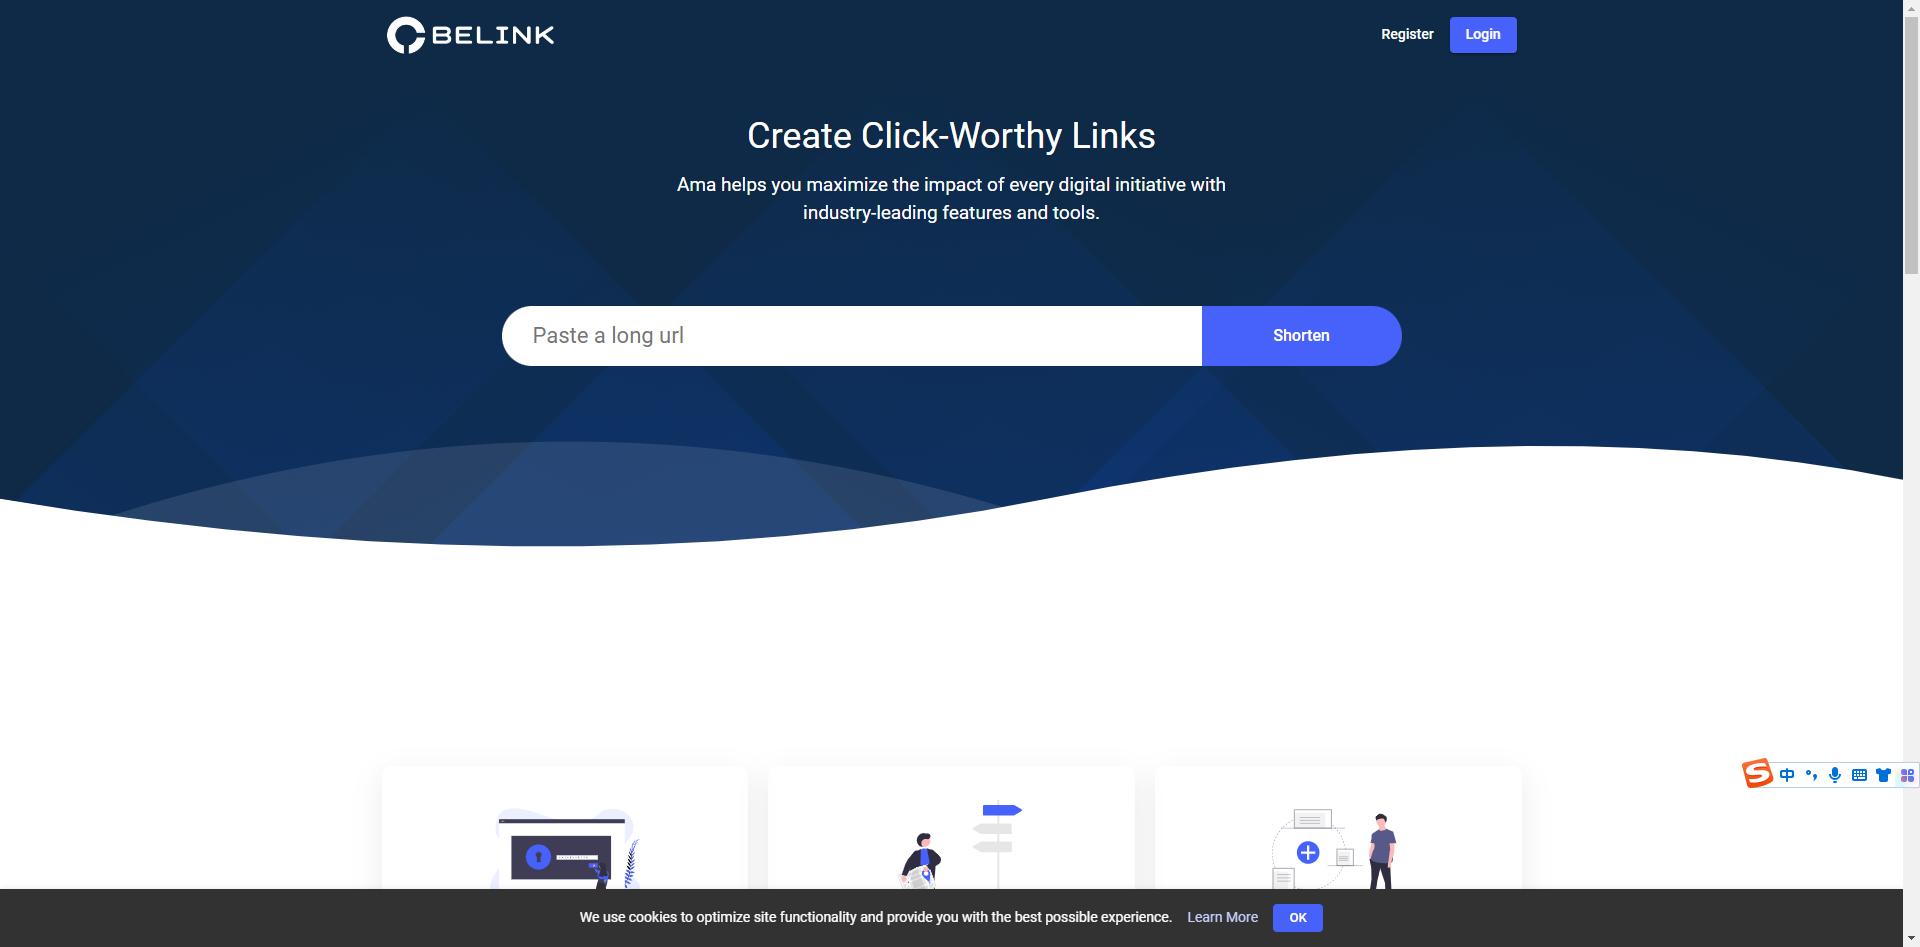 BELINK
Register
Login
Create Click-Worthy Links
Ama helps you maximize the impact of every digital initiative with
industry-leading features and tools.
Paste a long url
Shorten
中
We use cookies to optimize site functionality and provide you with the best possible experience.
Learn More
OK